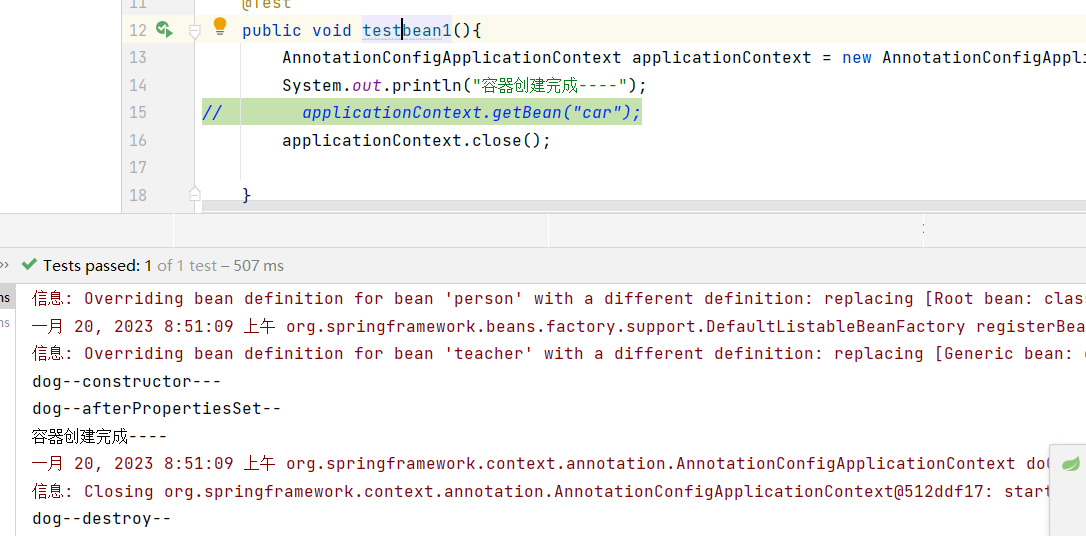 11 @Test
12 public void testbean1(){
13 AnnotationConfigApplicationContext applicationContext = new AnnotationConfigAppli
14 System.out.println("容器创建完成----");
15 // applicationContext.getBean("car");
16 applicationContext.close();
17
18 }
Tests passed: 1 of 1 test – 507 ms
信息: Overriding bean definition for bean 'person' with a different definition: replacing [Root bean: clas
一月 20, 2023 8:51:09 上午 org.springframework.beans.factory.support.DefaultListableBeanFactory registerBea
信息: Overriding bean definition for bean 'teacher' with a different definition: replacing [Generic bean:
dog--constructor---
dog--afterPropertiesSet--
容器创建完成----
一月 20, 2023 8:51:09 上午 org.springframework.context.annotation.AnnotationConfigApplicationContext do
信息: Closing org.springframework.context.annotation.AnnotationConfigApplicationContext@512ddf17: start
dog--destroy--